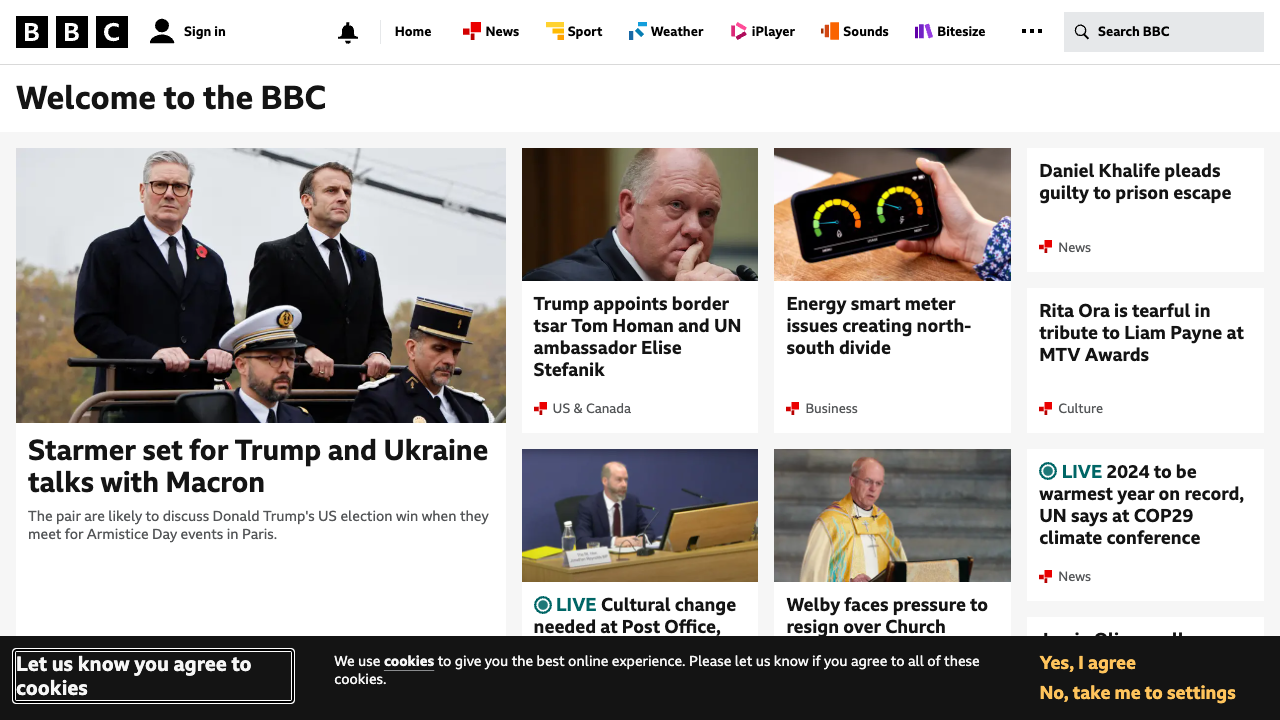 BBC
Sign in
Home
News
Sport
Weather
iPlayer
Sounds
Bitesize
Search BBC
Welcome to the BBC
Starmer set for Trump and Ukraine
talks with Macron
The pair are likely to discuss Donald Trump's US election win when they
meet for Armistice Day events in Paris.
Trump appoints border
tsar Tom Homan and UN
ambassador Elise
Stefanik
US & Canada
Energy smart meter
issues creating north-
south divide
Business
Daniel Khalife pleads
guilty to prison escape
News
Rita Ora is tearful in
tribute to Liam Payne at
MTV Awards
Culture
LIVE Cultural change
needed at Post Office,
Welby faces pressure to
resign over Church
LIVE 2024 to be
warmest year on record,
UN says at COP29
climate conference
News
Let us know you agree to
cookies
We use cookies to give you the best online experience. Please let us know if you agree to all of these
cookies.
Yes, I agree
No, take me to settings